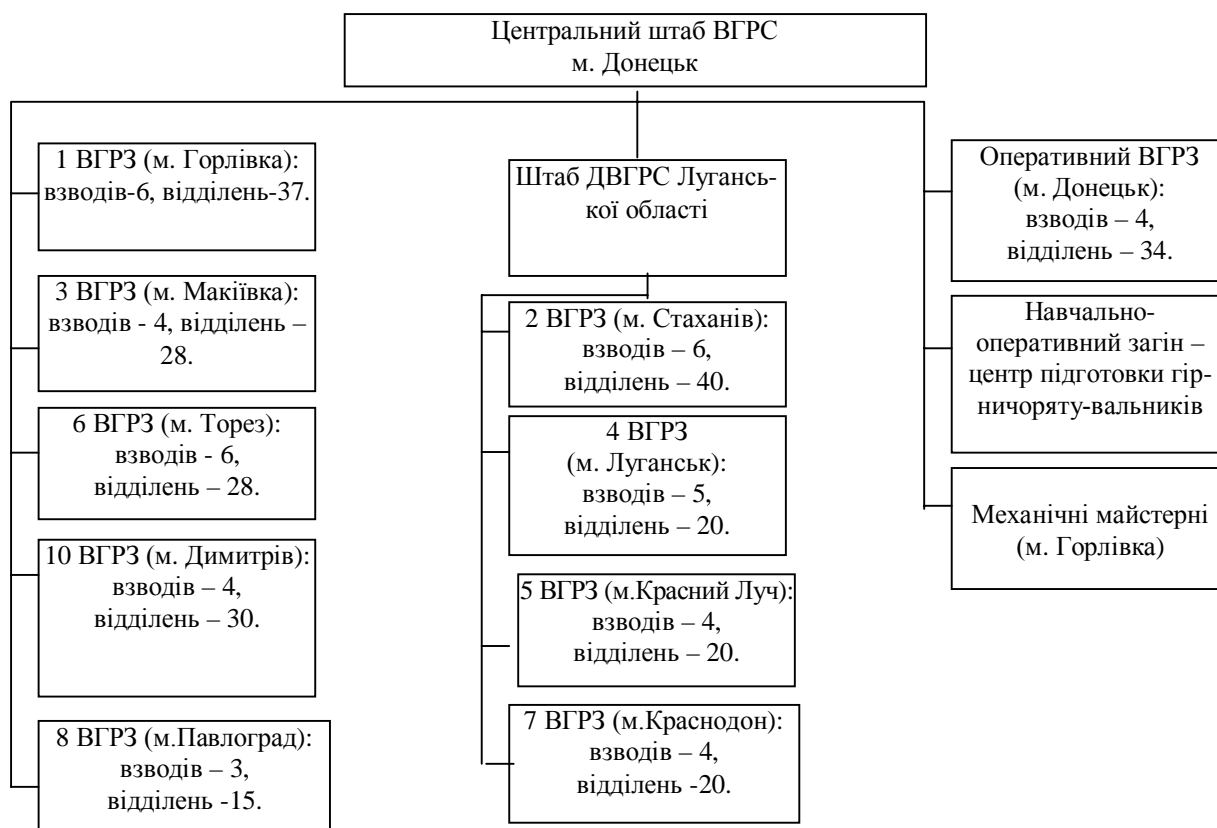 Центральний штаб ВГРС
м. Донецьк
1 ВГРЗ (м. Горлівка):
взводів-6, відділень-37.
3 ВГРЗ (м. Макіївка):
взводів - 4, відділень –
28.
6 ВГРЗ (м. Торез):
взводів - 6,
відділень – 28.
10 ВГРЗ (м. Димитрів):
взводів – 4,
відділень – 30.
8 ВГРЗ (м.Павлоград):
взводів – 3,
відділень -15.
Штаб ДВГРС Лугансь-
кої області
2 ВГРЗ (м. Стаханів):
взводів – 6,
відділень – 40.
4 ВГРЗ
(м. Луганськ):
взводів – 5,
відділень – 20.
5 ВГРЗ (м.Красний Луч):
взводів – 4,
відділень – 20.
7 ВГРЗ (м.Краснодон):
взводів – 4,
відділень -20.
Оперативний ВГРЗ
(м. Донецьк):
взводів – 4,
відділень – 34.
Навчально-
оперативний загін –
центр підготовки гір-
ничоряту-вальників
Механічні майстерні
(м. Горлівка)